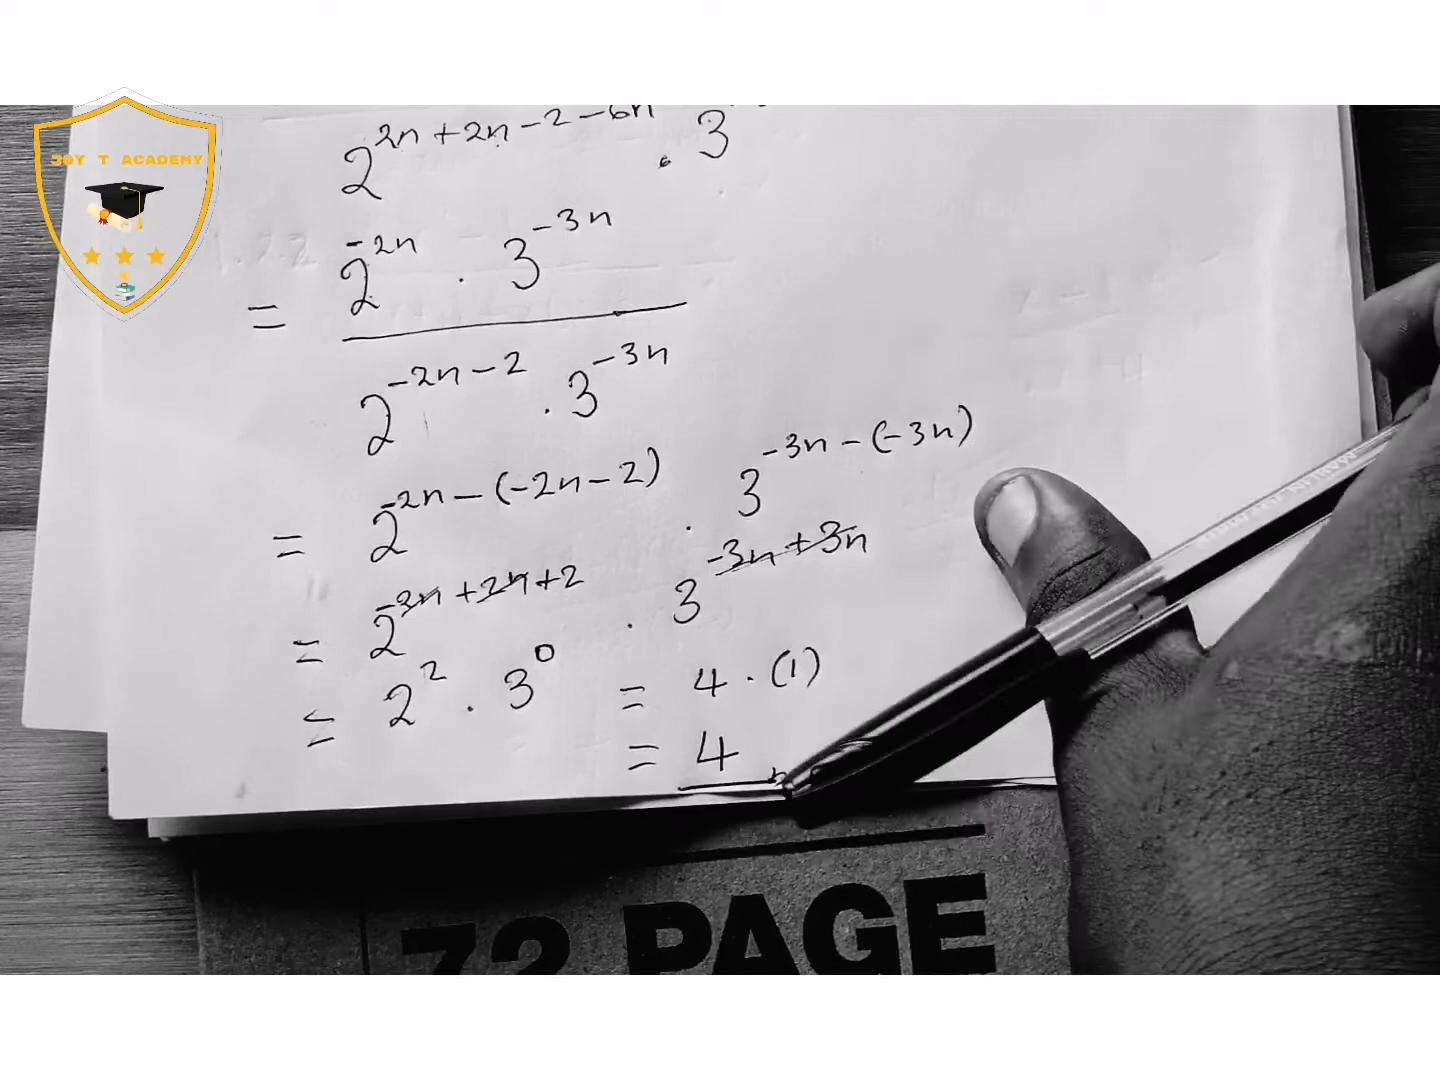 JOY T ACADEMY
2^{2n+2n-2-6n} . 3
= \frac{2^{-2n} . 3^{-3n}}{2^{-2n-2} . 3^{-3n}}
= 2^{-2n-(-2n-2)} . 3^{-3n-(-3n)}
= 2^{-2n+2n+2} . 3^{-3n+3n}
= 2^2 . 3^0 = 4 . (1)
= 4
72 PAGE